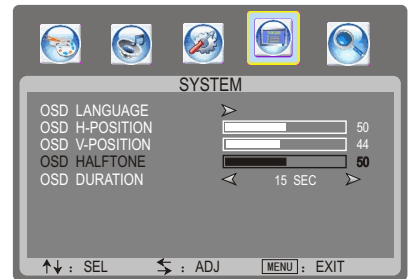 SYSTEM
OSD LANGUAGE
OSD H-POSITION 50
OSD V-POSITION 44
OSD HALFTONE 50
OSD DURATION 15 SEC
: SEL : ADJ MENU : EXIT